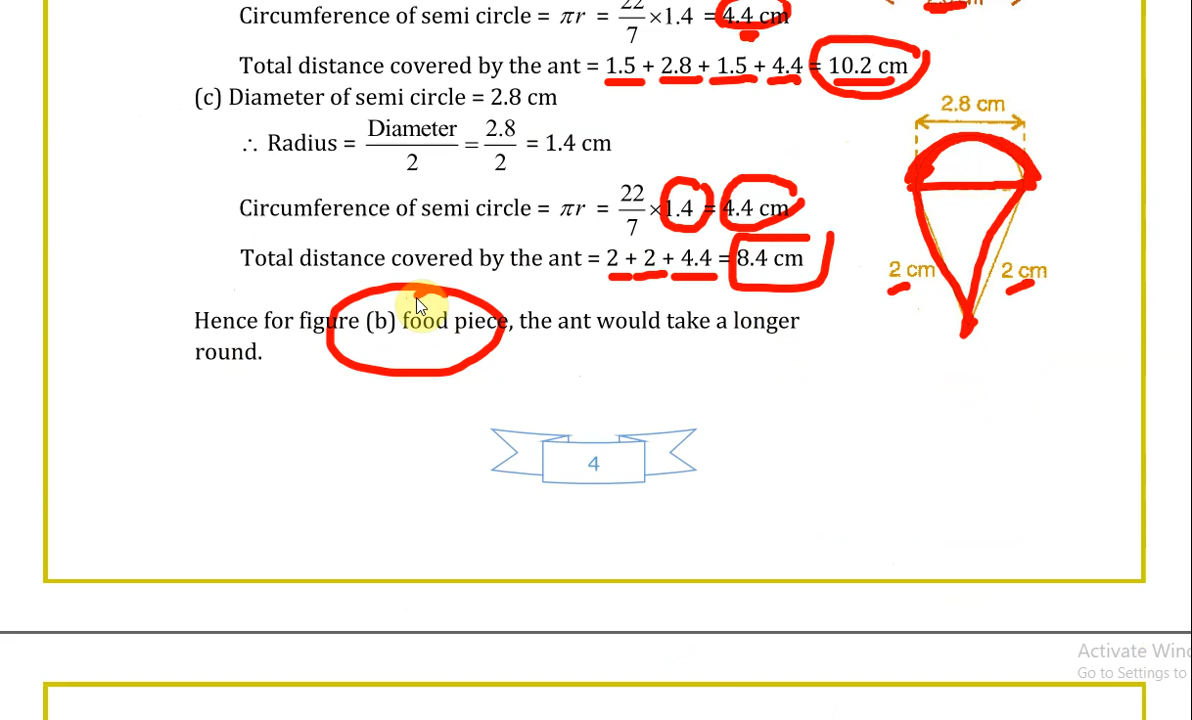 Circumference of semi circle = πr = 22/7 ×1.4 = 4.4 cm
Total distance covered by the ant = 1.5 + 2.8 + 1.5 + 4.4 = 10.2 cm
(c) Diameter of semi circle = 2.8 cm
2.8 cm
∴ Radius = Diameter/2 = 2.8/2 = 1.4 cm
Circumference of semi circle = πr = 22/7 ×1.4 = 4.4 cm
Total distance covered by the ant = 2 + 2 + 4.4 = 8.4 cm
2 cm 2 cm
Hence for figure (b) food piece, the ant would take a longer
round.
4
Activate Wind
Go to Settings to